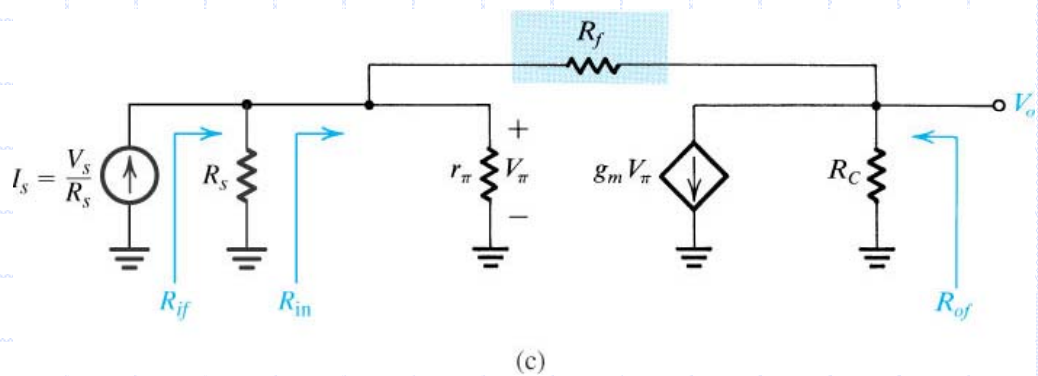 R_f
V_o
I_s = V_s / R_s
R_s
r_π
+
V_π
−
g_m V_π
R_C
R_if
R_in
R_of
(c)